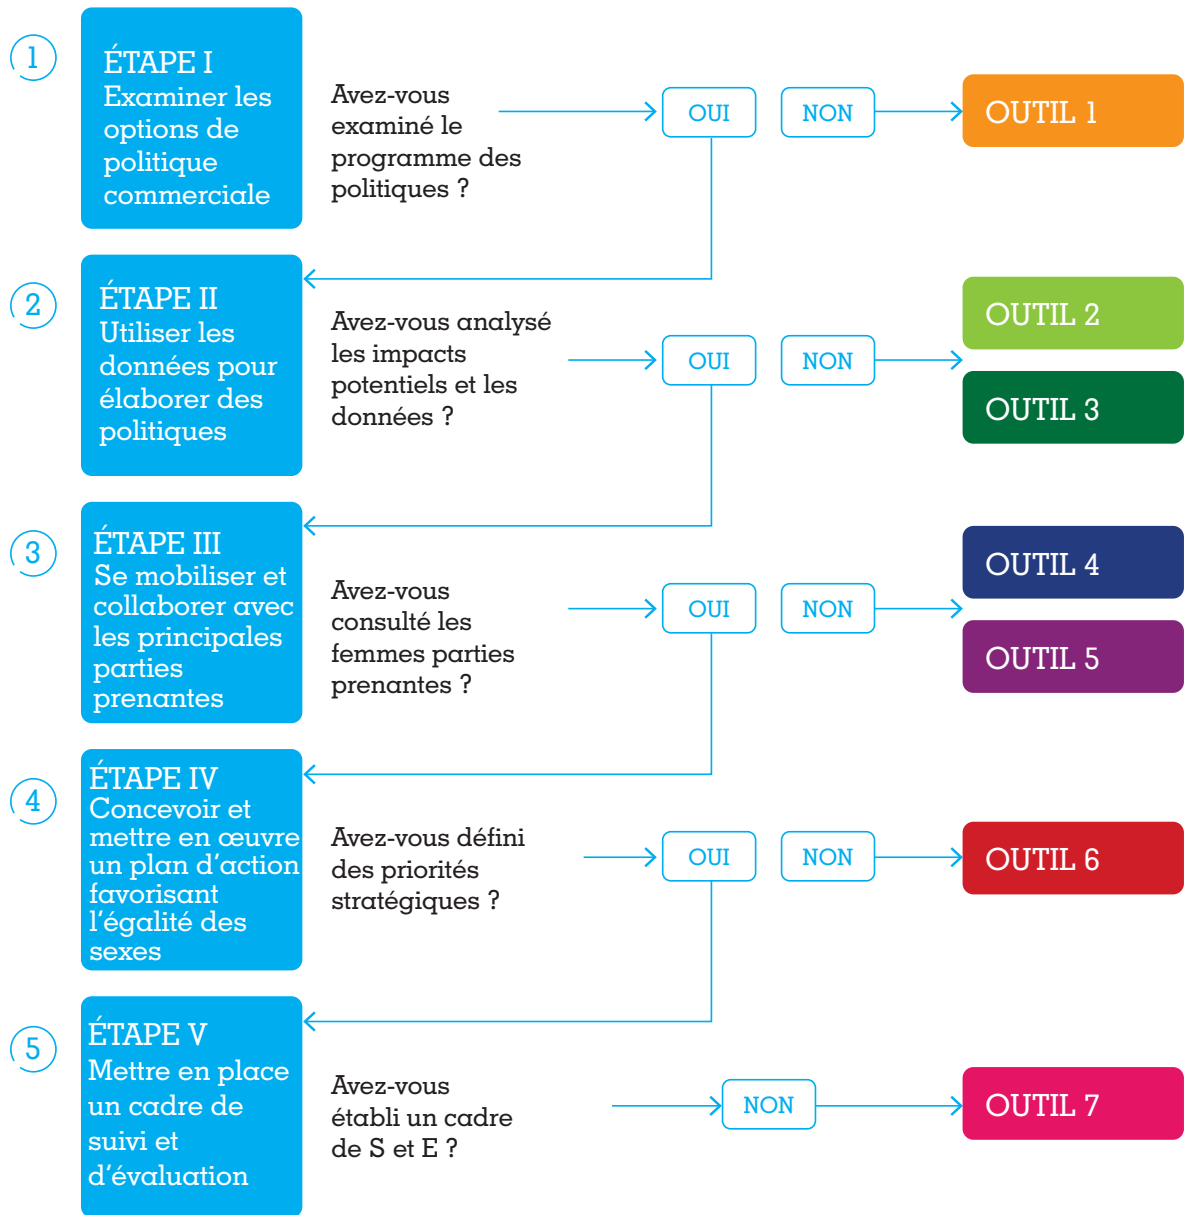 1
ÉTAPE I
Examiner les
options de
politique
commerciale
Avez-vous
examiné le
programme des
politiques ?
OUI
NON
OUTIL 1
2
ÉTAPE II
Utiliser les
données pour
élaborer des
politiques
Avez-vous analysé
les impacts
potentiels et les
données ?
OUI
NON
OUTIL 2
OUTIL 3
3
ÉTAPE III
Se mobiliser et
collaborer avec
les principales
parties
prenantes
Avez-vous
consulté les
femmes parties
prenantes ?
OUI
NON
OUTIL 4
OUTIL 5
4
ÉTAPE IV
Concevoir et
mettre en œuvre
un plan d’action
favorisant
l’égalité des
sexes
Avez-vous défini
des priorités
stratégiques ?
OUI
NON
OUTIL 6
5
ÉTAPE V
Mettre en place
un cadre de
suivi et
d’évaluation
Avez-vous
établi un cadre
de S et E ?
NON
OUTIL 7